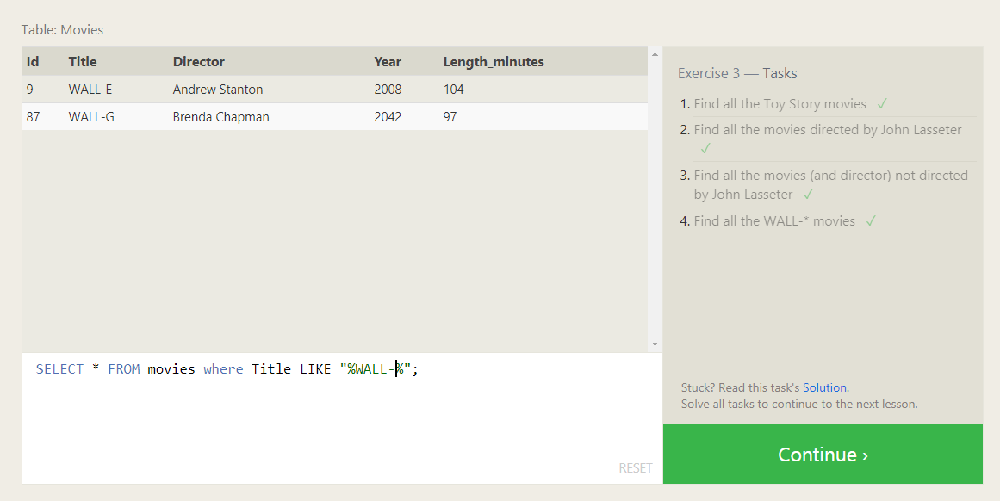 Table: Movies
Id Title Director Year Length_minutes
9 WALL-E Andrew Stanton 2008 104
87 WALL-G Brenda Chapman 2042 97
SELECT * FROM movies where Title LIKE "%WALL-%";
RESET
Exercise 3 — Tasks
1. Find all the Toy Story movies ✓
2. Find all the movies directed by John Lasseter
✓
3. Find all the movies (and director) not directed
by John Lasseter ✓
4. Find all the WALL-* movies ✓
Stuck? Read this task's Solution.
Solve all tasks to continue to the next lesson.
Continue ›